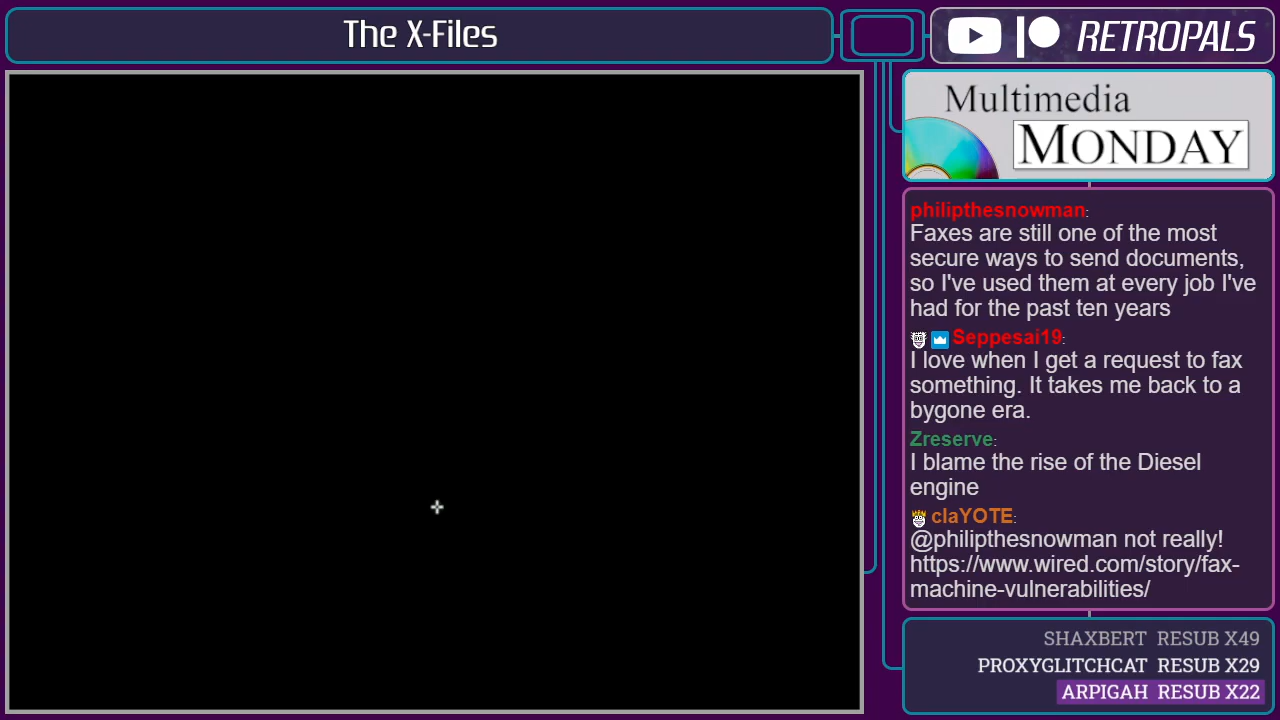 The X-Files
RETROPALS
Multimedia
MONDAY
philipthesnowman:
Faxes are still one of the most
secure ways to send documents,
so I've used them at every job I've
had for the past ten years
Seppesai19:
I love when I get a request to fax
something. It takes me back to a
bygone era.
Zreserve:
I blame the rise of the Diesel
engine
claYOTE:
@philipthesnowman not really!
https://www.wired.com/story/fax-
machine-vulnerabilities/
SHAXBERT RESUB X49
PROXYGLITCHCAT RESUB X29
ARPIGAH RESUB X22